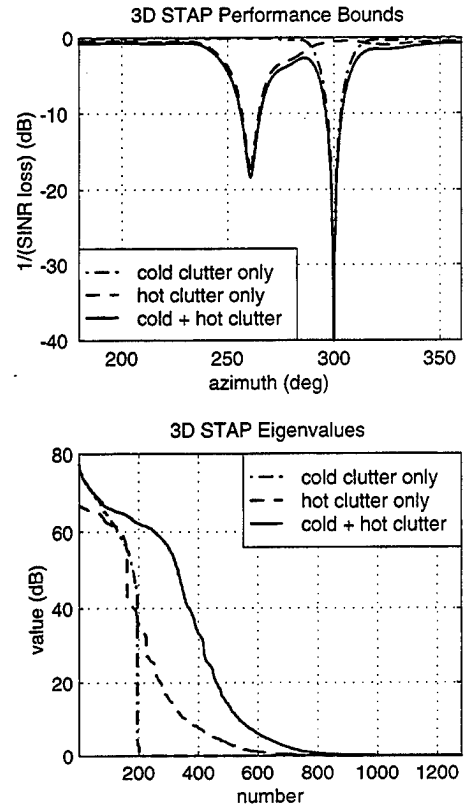 3D STAP Performance Bounds
0
-10
-20
-30
-40
1/(SINR loss) (dB)
cold clutter only
hot clutter only
cold + hot clutter
200 250 300 350
azimuth (deg)
3D STAP Eigenvalues
80
60
40
20
0
value (dB)
cold clutter only
hot clutter only
cold + hot clutter
200 400 600 800 1000 1200
number